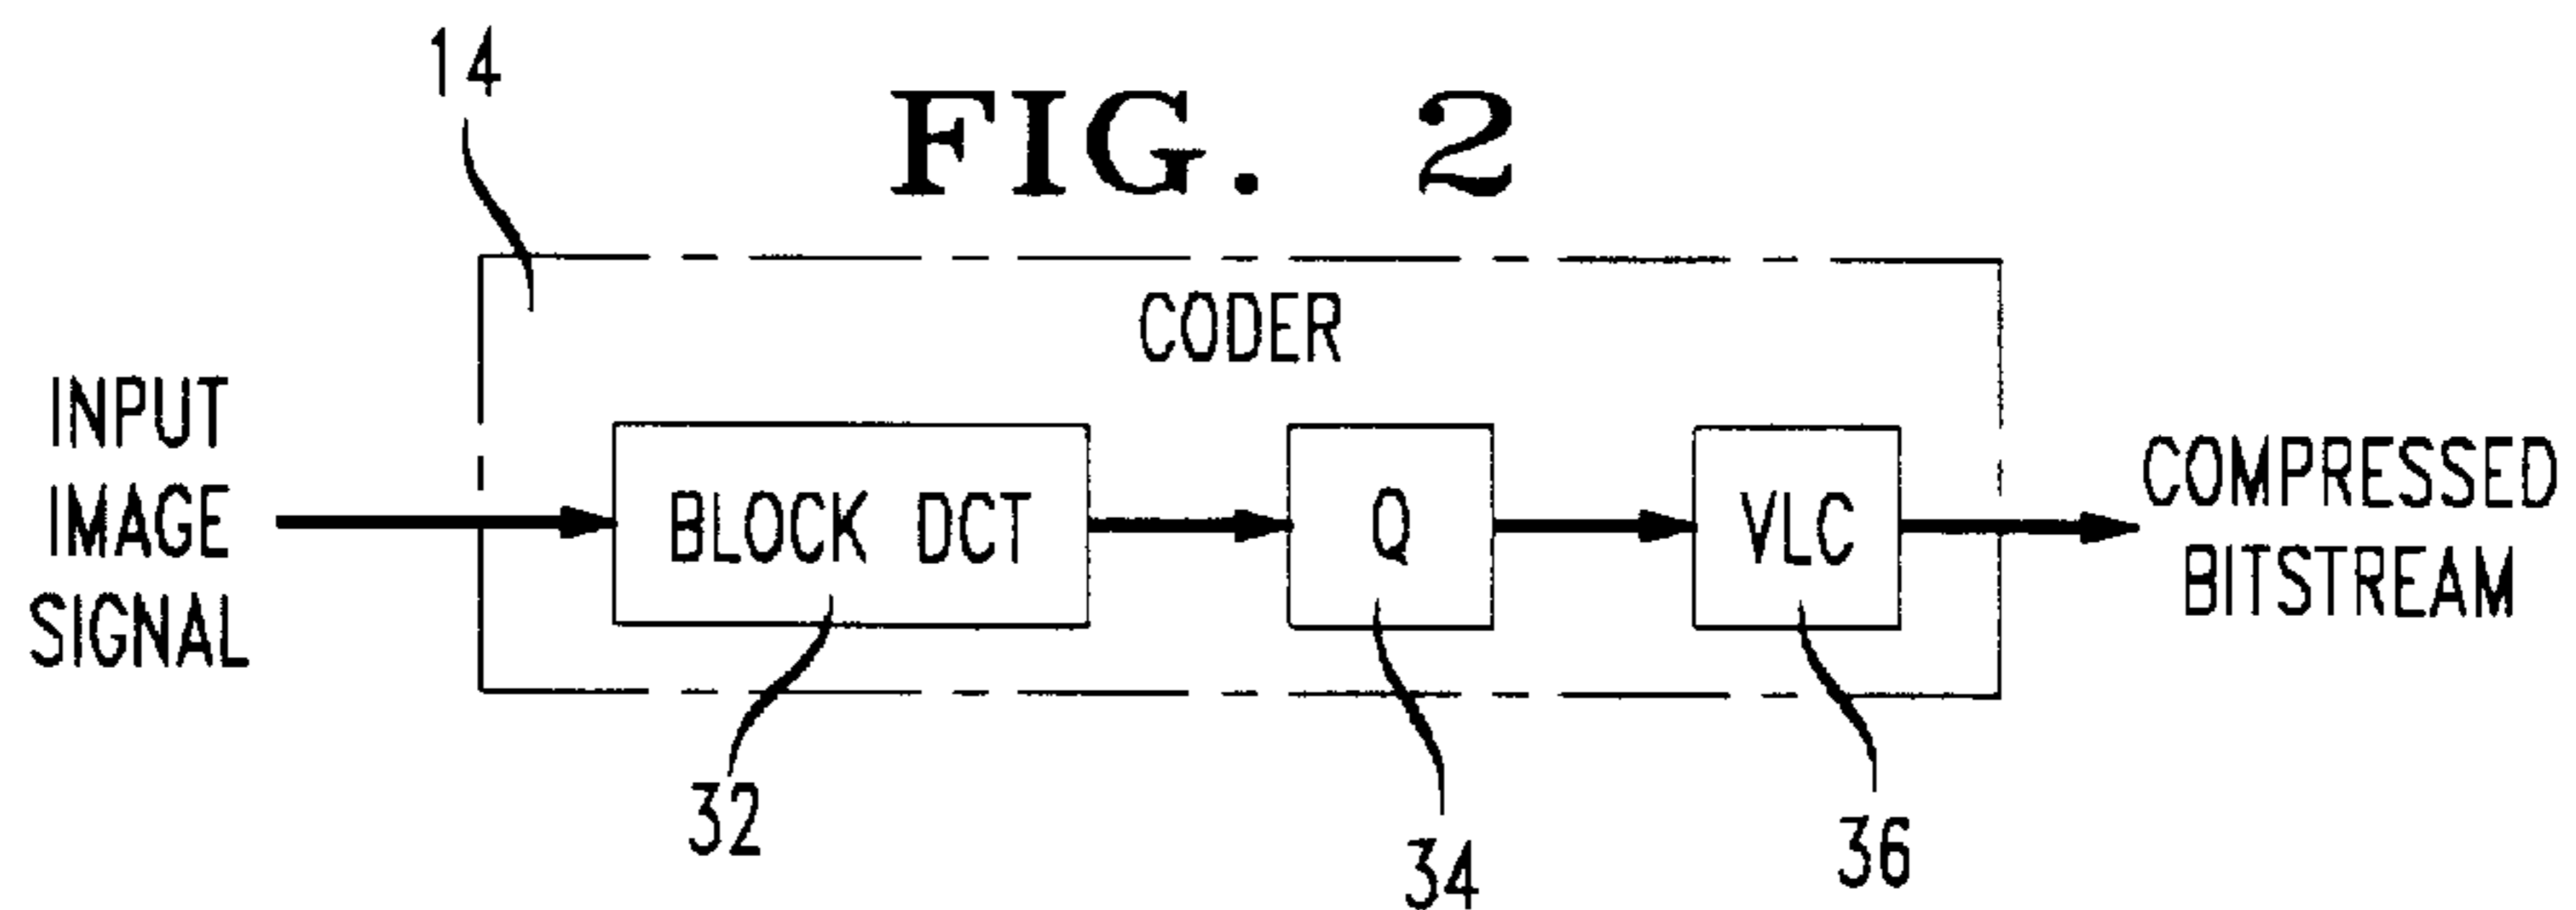 14
FIG. 2
CODER
INPUT
IMAGE
SIGNAL
BLOCK DCT
Q
VLC
COMPRESSED
BITSTREAM
32
34
36